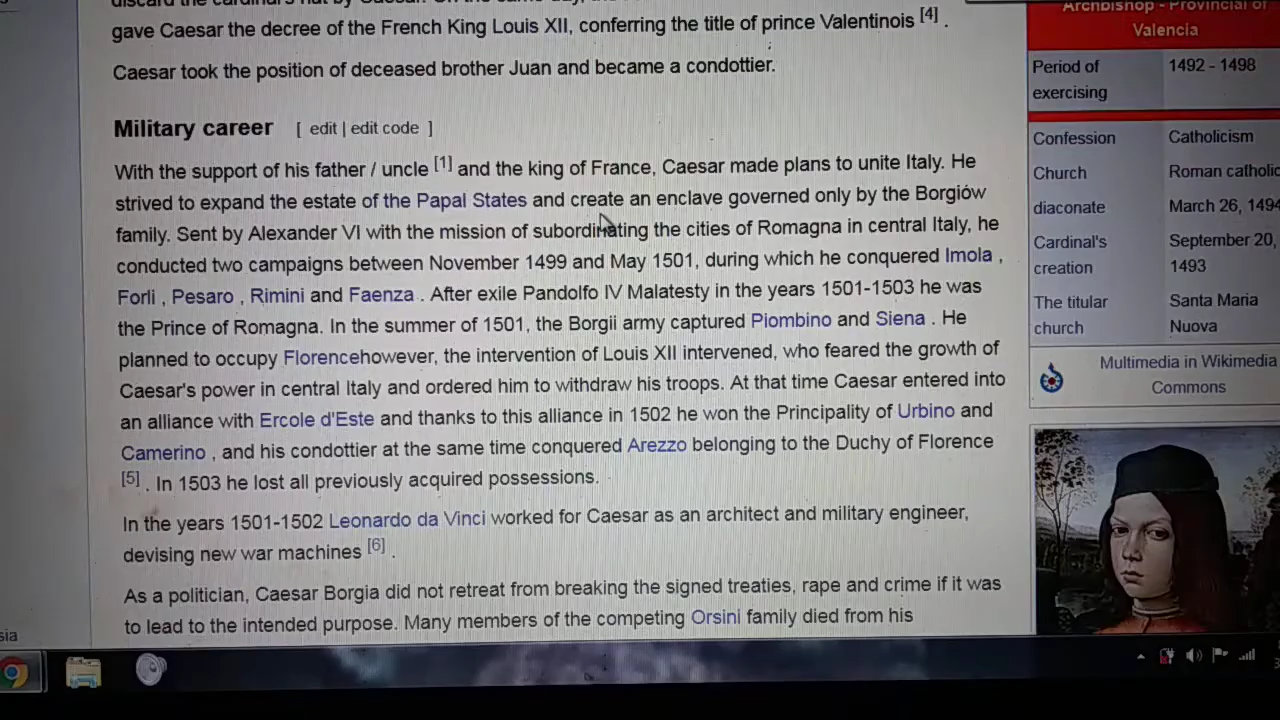 gave Caesar the decree of the French King Louis XII, conferring the title of prince Valentinois [4] .
Caesar took the position of deceased brother Juan and became a condottier.
Military career [ edit | edit code ]
With the support of his father / uncle [1] and the king of France, Caesar made plans to unite Italy. He
strived to expand the estate of the Papal States and create an enclave governed only by the Borgiów
family. Sent by Alexander VI with the mission of subordinating the cities of Romagna in central Italy, he
conducted two campaigns between November 1499 and May 1501, during which he conquered Imola ,
Forli , Pesaro , Rimini and Faenza . After exile Pandolfo IV Malatesty in the years 1501-1503 he was
the Prince of Romagna. In the summer of 1501, the Borgii army captured Piombino and Siena . He
planned to occupy Florencehowever, the intervention of Louis XII intervened, who feared the growth of
Caesar's power in central Italy and ordered him to withdraw his troops. At that time Caesar entered into
an alliance with Ercole d'Este and thanks to this alliance in 1502 he won the Principality of Urbino and
Camerino , and his condottier at the same time conquered Arezzo belonging to the Duchy of Florence
[5] . In 1503 he lost all previously acquired possessions.
In the years 1501-1502 Leonardo da Vinci worked for Caesar as an architect and military engineer,
devising new war machines [6] .
As a politician, Caesar Borgia did not retreat from breaking the signed treaties, rape and crime if it was
to lead to the intended purpose. Many members of the competing Orsini family died from his
Archbishop - Provincial of
Valencia
Period of exercising 1492 - 1498
Confession Catholicism
Church Roman catholic
diaconate March 26, 1494
Cardinal's creation September 20, 1493
The titular church Santa Maria Nuova
Multimedia in Wikimedia
Commons